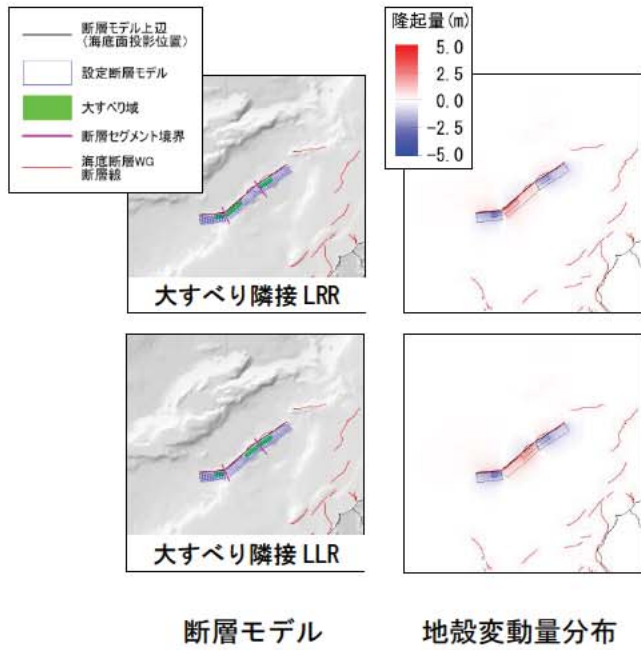 断層モデル上辺
(海底面投影位置)
設定断層モデル
大すべり域
断層セグメント境界
海底断層WG
断層線
隆起量(m)
5.0
2.5
0.0
-2.5
-5.0
大すべり隣接 LRR
大すべり隣接 LLR
断層モデル
地殻変動量分布